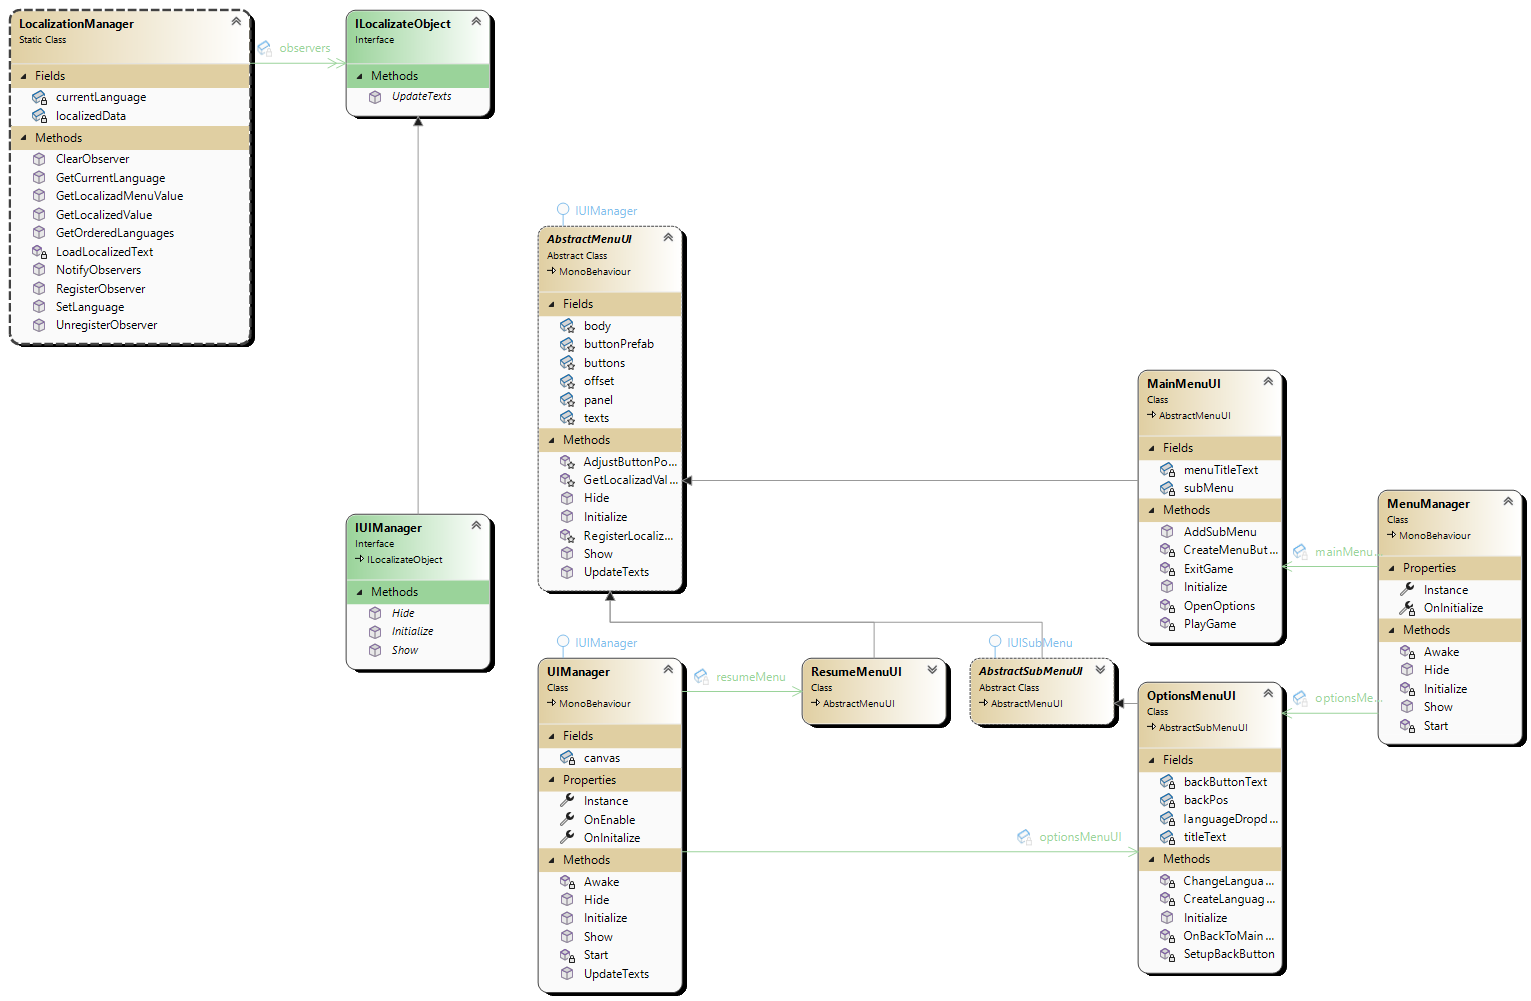 LocalizationManager
Static Class
Fields
currentLanguage
localizedData
Methods
ClearObserver
GetCurrentLanguage
GetLocalizadMenuValue
GetLocalizedValue
GetOrderedLanguages
LoadLocalizedText
NotifyObservers
RegisterObserver
SetLanguage
UnregisterObserver
observers
ILocalizateObject
Interface
Methods
UpdateTexts
IUIManager
Interface
ILocalizateObject
Methods
Hide
Initialize
Show
IUIManager
AbstractMenuUI
Abstract Class
MonoBehaviour
Fields
body
buttonPrefab
buttons
offset
panel
texts
Methods
AdjustButtonPo...
GetLocalizadVal...
Hide
Initialize
RegisterLocaliz...
Show
UpdateTexts
IUIManager
UIManager
Class
MonoBehaviour
Fields
canvas
Properties
Instance
OnEnable
OnInitalize
Methods
Awake
Hide
Initialize
Show
Start
UpdateTexts
resumeMenu
ResumeMenuUI
Class
AbstractMenuUI
IUISubMenu
AbstractSubMenuUI
Abstract Class
AbstractMenuUI
optionsMenuUI
MainMenuUI
Class
AbstractMenuUI
Fields
menuTitleText
subMenu
Methods
AddSubMenu
CreateMenuBut...
ExitGame
Initialize
OpenOptions
PlayGame
OptionsMenuUI
Class
AbstractSubMenuUI
Fields
backButtonText
backPos
languageDropd...
titleText
Methods
ChangeLangua...
CreateLanguag...
Initialize
OnBackToMain...
SetupBackButton
mainMenu...
optionsMe...
MenuManager
Class
MonoBehaviour
Properties
Instance
OnInitialize
Methods
Awake
Hide
Initialize
Show
Start